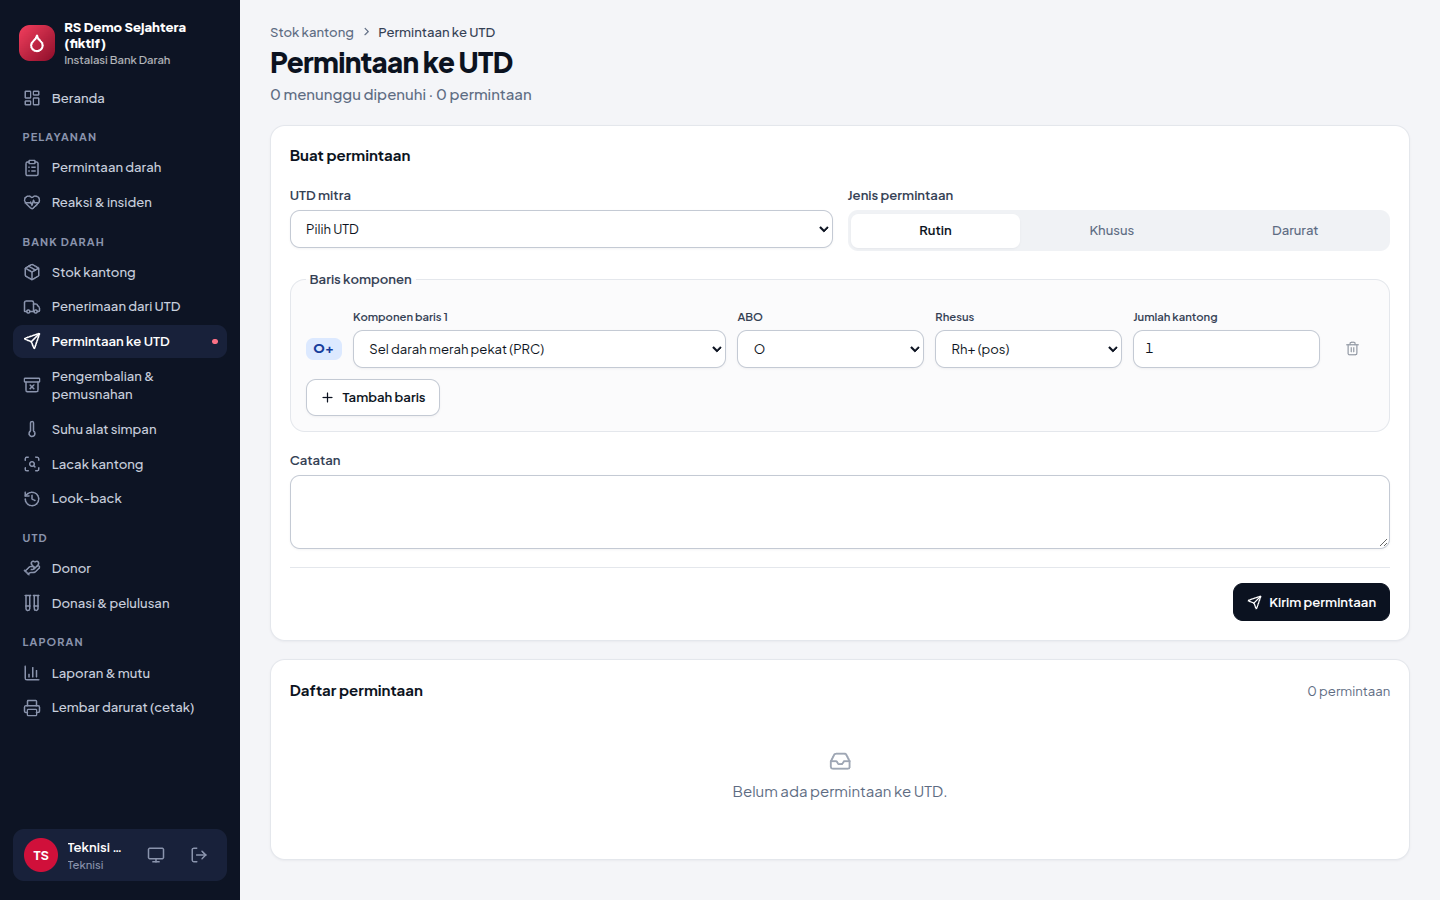 RS Demo Sejahtera
(fiktif)
Instalasi Bank Darah
Beranda
PELAYANAN
Permintaan darah
Reaksi & insiden
BANK DARAH
Stok kantong
Penerimaan dari UTD
Permintaan ke UTD
Pengembalian &
pemusnahan
Suhu alat simpan
Lacak kantong
Look-back
UTD
Donor
Donasi & pelulusan
LAPORAN
Laporan & mutu
Lembar darurat (cetak)
TS
Teknisi ...
Teknisi
Stok kantong > Permintaan ke UTD
Permintaan ke UTD
0 menunggu dipenuhi · 0 permintaan
Buat permintaan
UTD mitra
Pilih UTD
Jenis permintaan
Rutin Khusus Darurat
Baris komponen
Komponen baris 1 ABO Rhesus Jumlah kantong
O+ Sel darah merah pekat (PRC) O Rh+ (pos) 1
Tambah baris
Catatan
Kirim permintaan
Daftar permintaan 0 permintaan
Belum ada permintaan ke UTD.